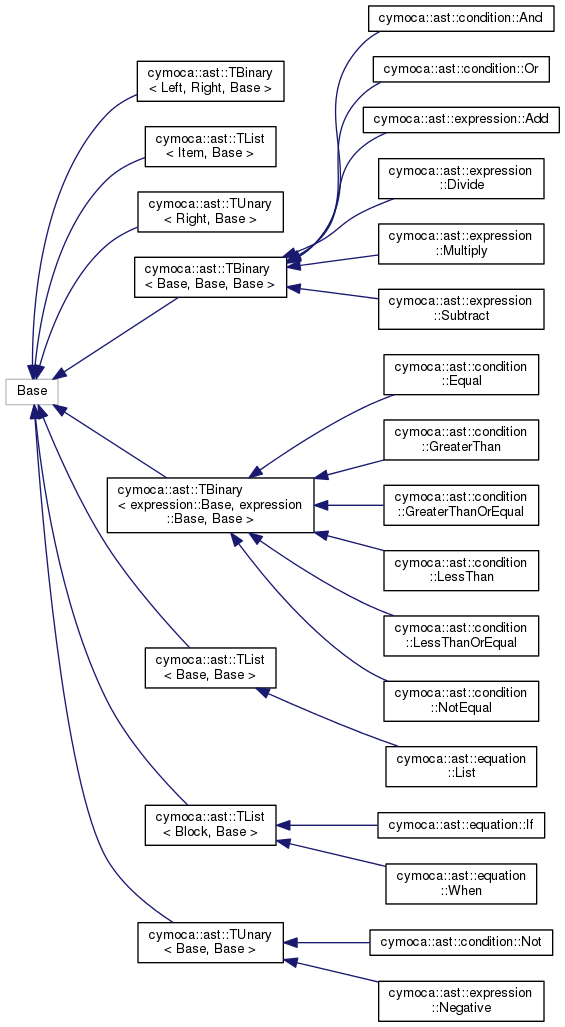 cymoca::ast::condition::And
cymoca::ast::condition::Or
cymoca::ast::TBinary
< Left, Right, Base >
cymoca::ast::expression::Add
cymoca::ast::TList
< Item, Base >
cymoca::ast::expression
::Divide
cymoca::ast::TUnary
< Right, Base >
cymoca::ast::expression
::Multiply
cymoca::ast::TBinary
< Base, Base, Base >
cymoca::ast::expression
::Subtract
Base
cymoca::ast::condition
::Equal
cymoca::ast::condition
::GreaterThan
cymoca::ast::TBinary
< expression::Base, expression
::Base, Base >
cymoca::ast::condition
::GreaterThanOrEqual
cymoca::ast::condition
::LessThan
cymoca::ast::condition
::LessThanOrEqual
cymoca::ast::TList
< Base, Base >
cymoca::ast::condition
::NotEqual
cymoca::ast::equation
::List
cymoca::ast::TList
< Block, Base >
cymoca::ast::equation::If
cymoca::ast::equation
::When
cymoca::ast::TUnary
< Base, Base >
cymoca::ast::condition::Not
cymoca::ast::expression
::Negative